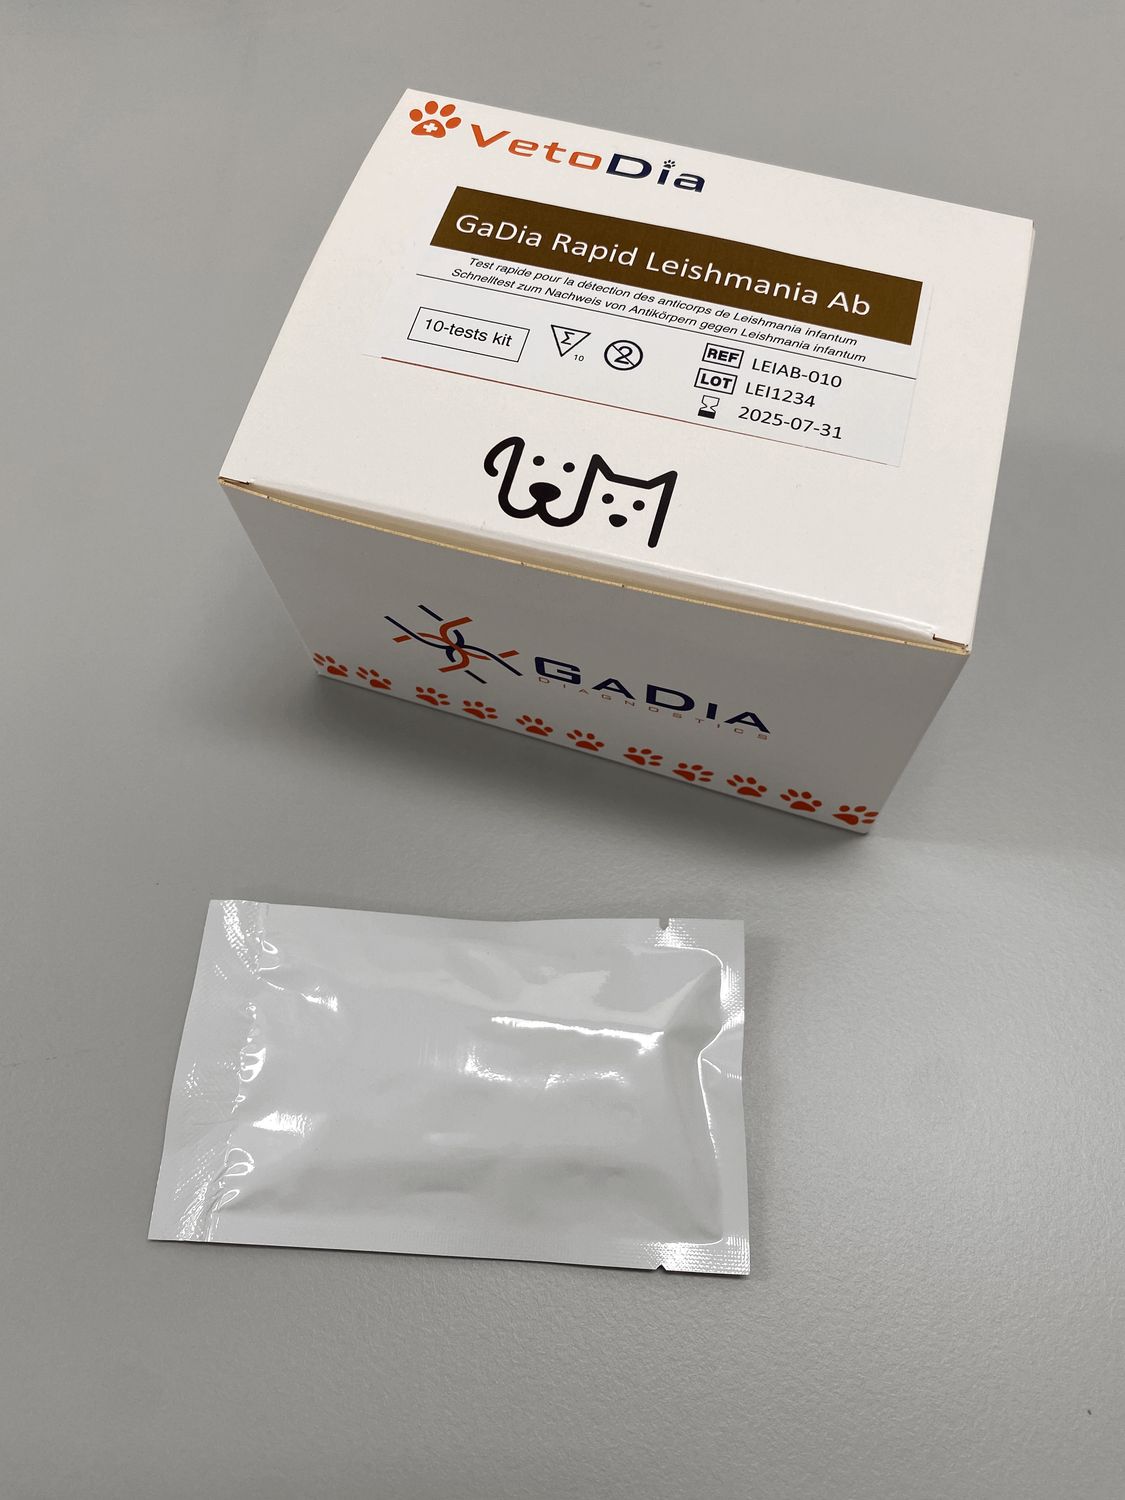 VetoDia
GaDia Rapid Leishmania Ab
Test rapide pour la détection des anticorps de Leishmania infantum
Schnelltest zum Nachweis von Antikörpern gegen Leishmania infantum
10-tests kit
Σ
10
2
REF LEIAB-010
LOT LEI1234
2025-07-31
GADIA
DIAGNOSTICS